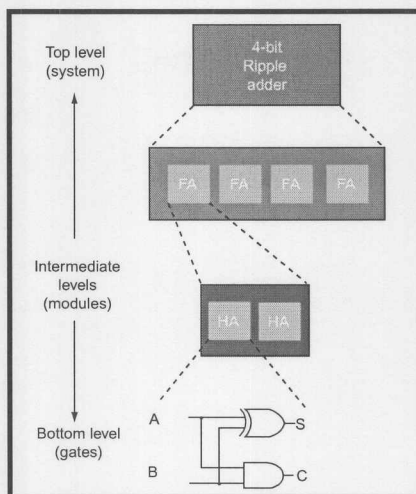 Top level
(system)
4-bit
Ripple
adder
FA FA FA FA
Intermediate
levels
(modules)
HA HA
A
S
Bottom level
(gates)
B
C